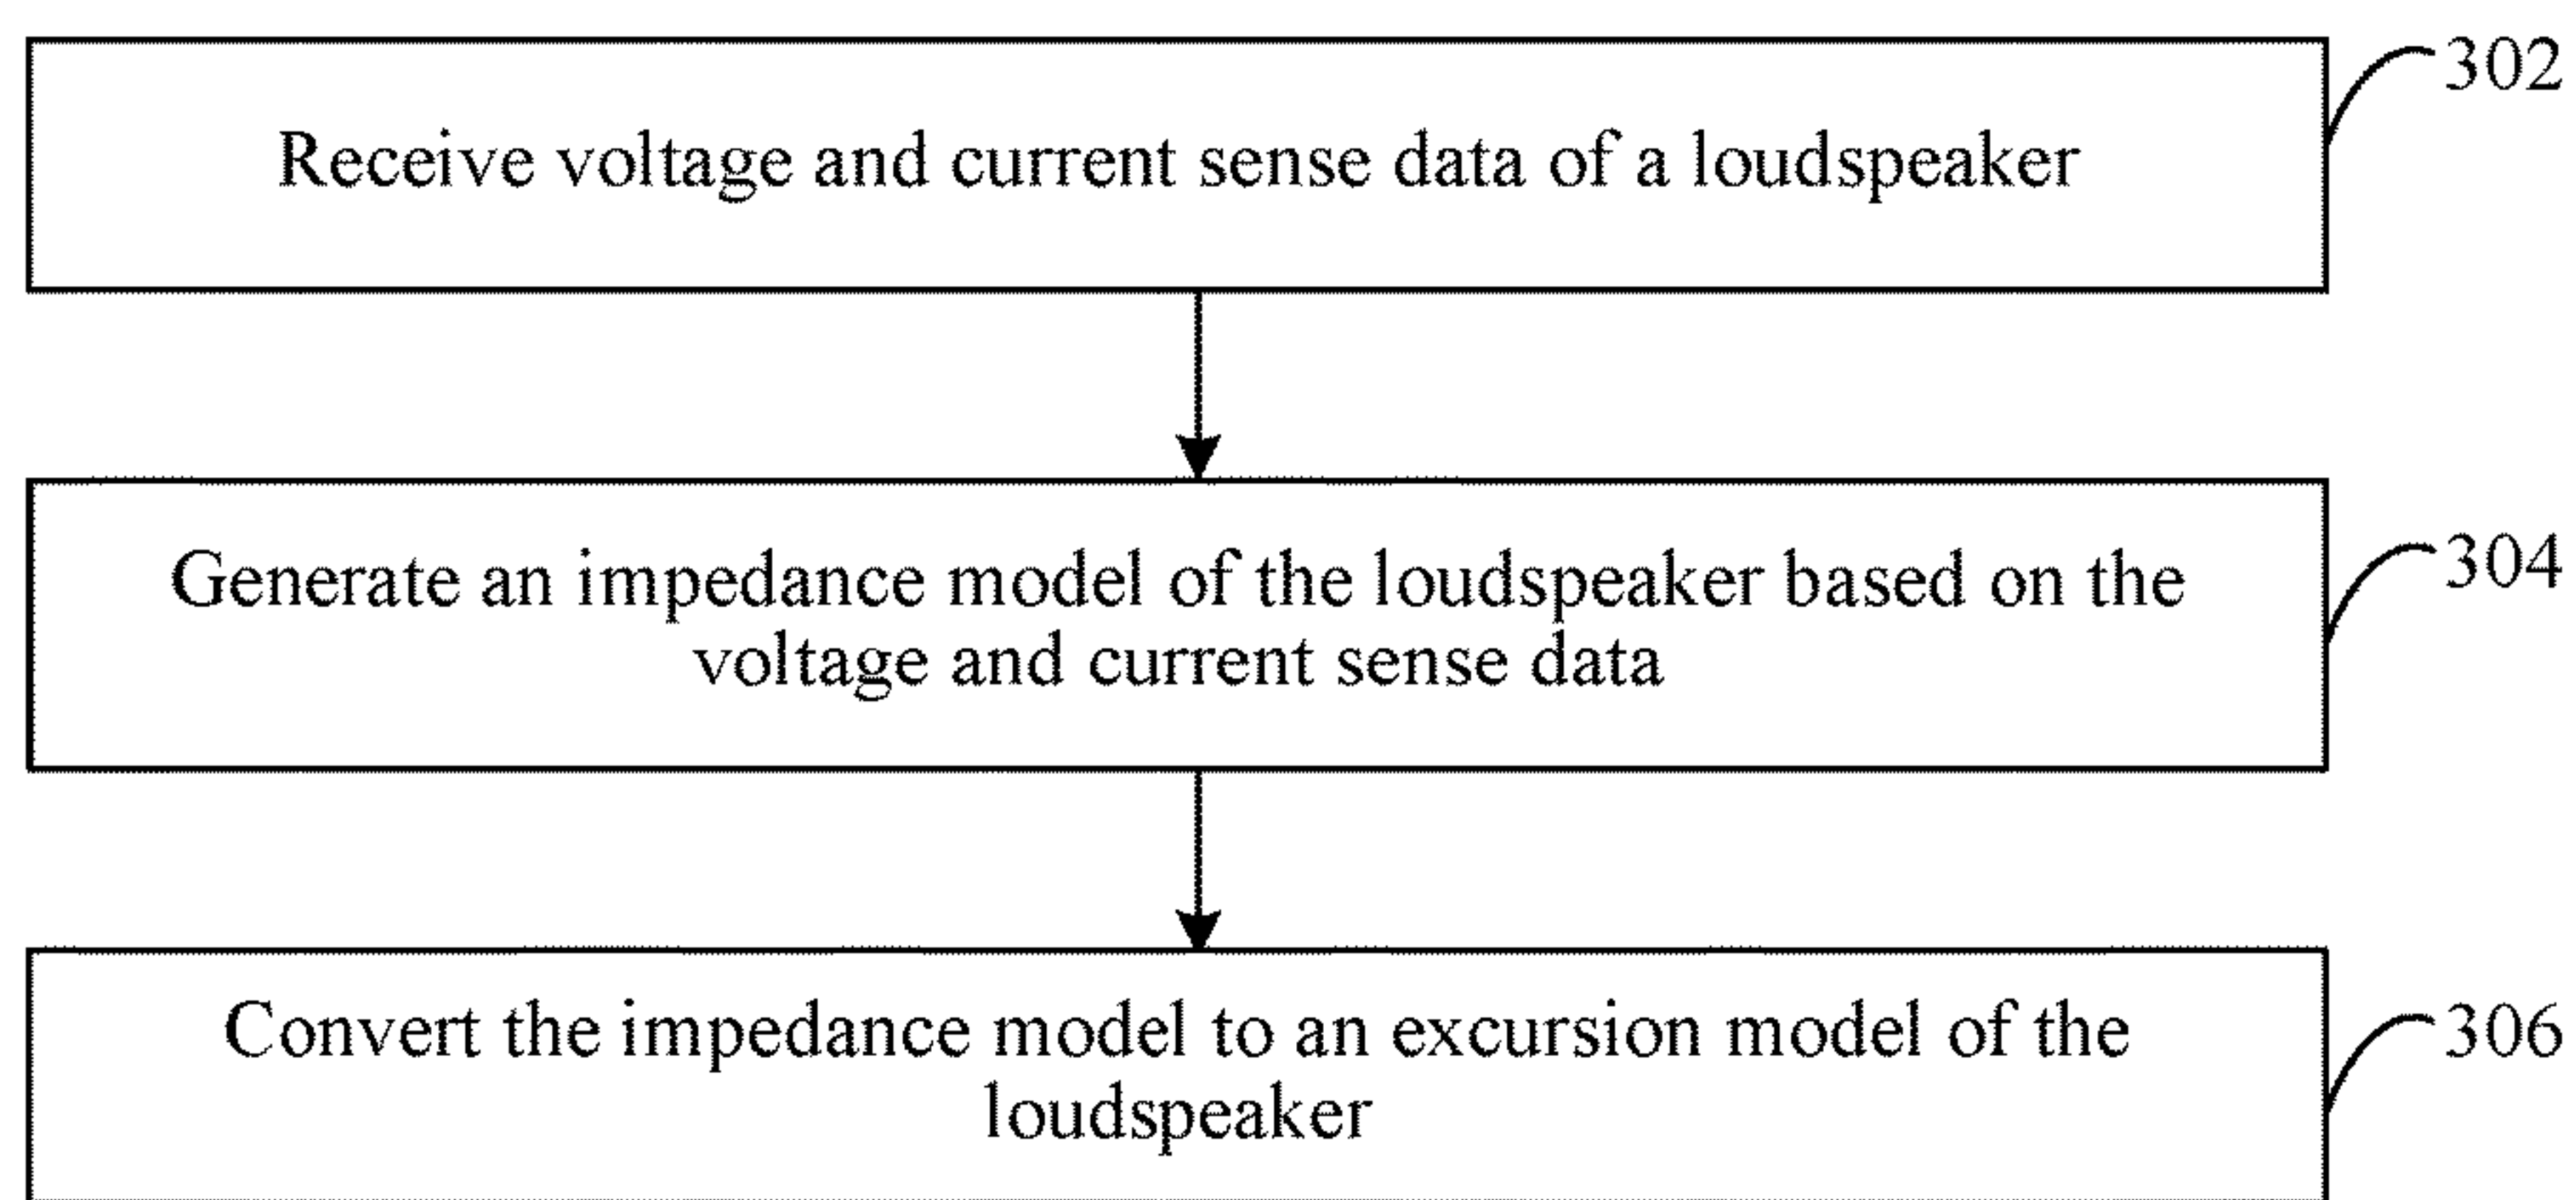 302
Receive voltage and current sense data of a loudspeaker
304
Generate an impedance model of the loudspeaker based on the
voltage and current sense data
306
Convert the impedance model to an excursion model of the
loudspeaker